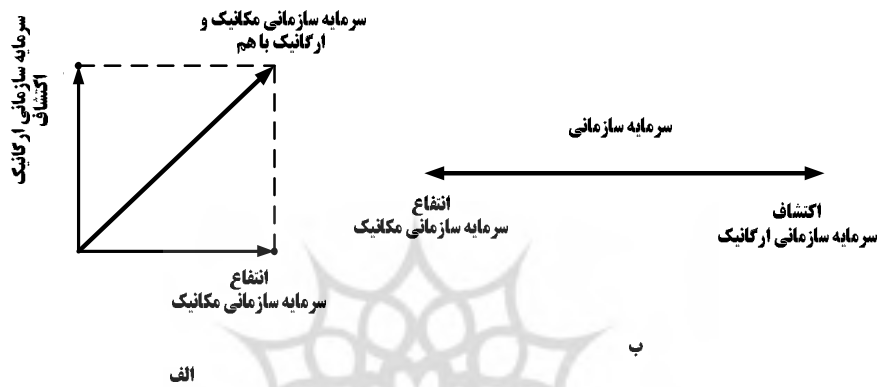 سرمایه سازمانی مکانیک و
ارگانیک با هم
سرمایه سازمانی ارگانیک
اکتشاف
انتفاع
سرمایه سازمانی مکانیک
الف
سرمایه سازمانی
اکتشاف
سرمایه سازمانی ارگانیک
انتفاع
سرمایه سازمانی مکانیک
ب